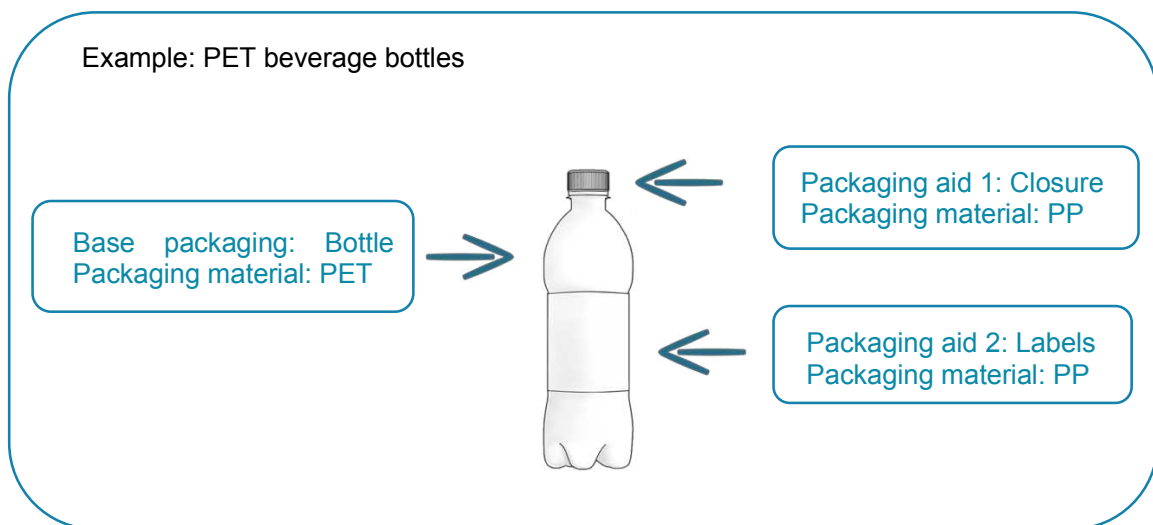 Example: PET beverage bottles
Packaging aid 1: Closure
Packaging material: PP
Base packaging: Bottle
Packaging material: PET
Packaging aid 2: Labels
Packaging material: PP